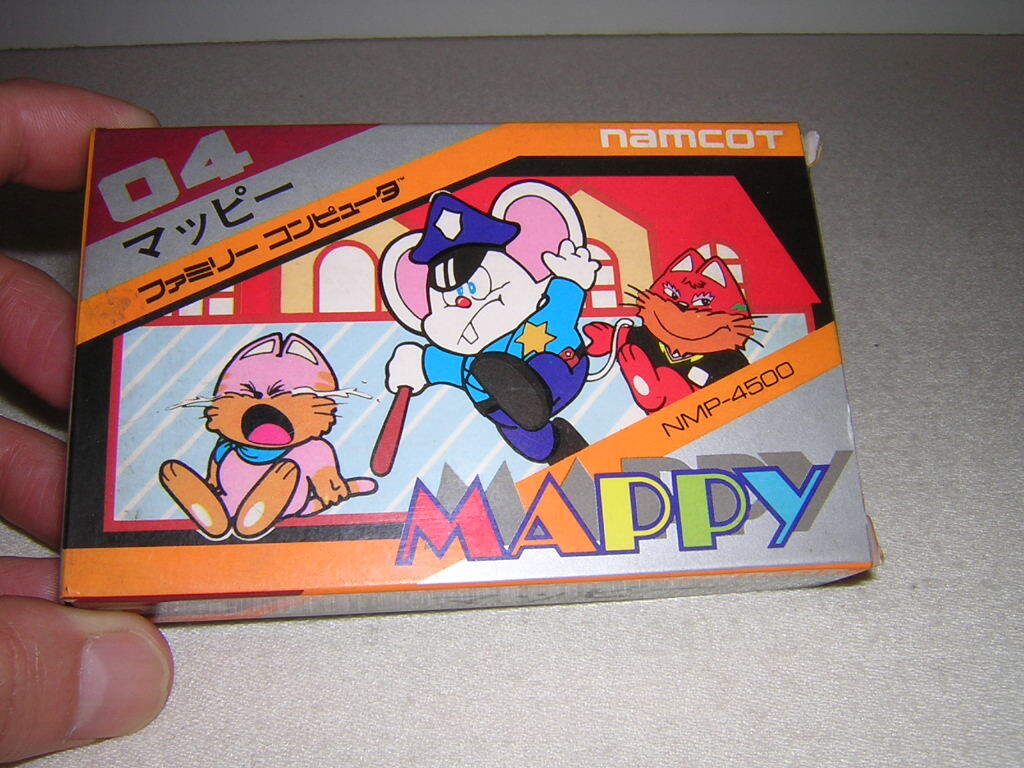 04
マッピー
ファミリー コンピュータ™
namcoT
NMP-4500
MAPPY